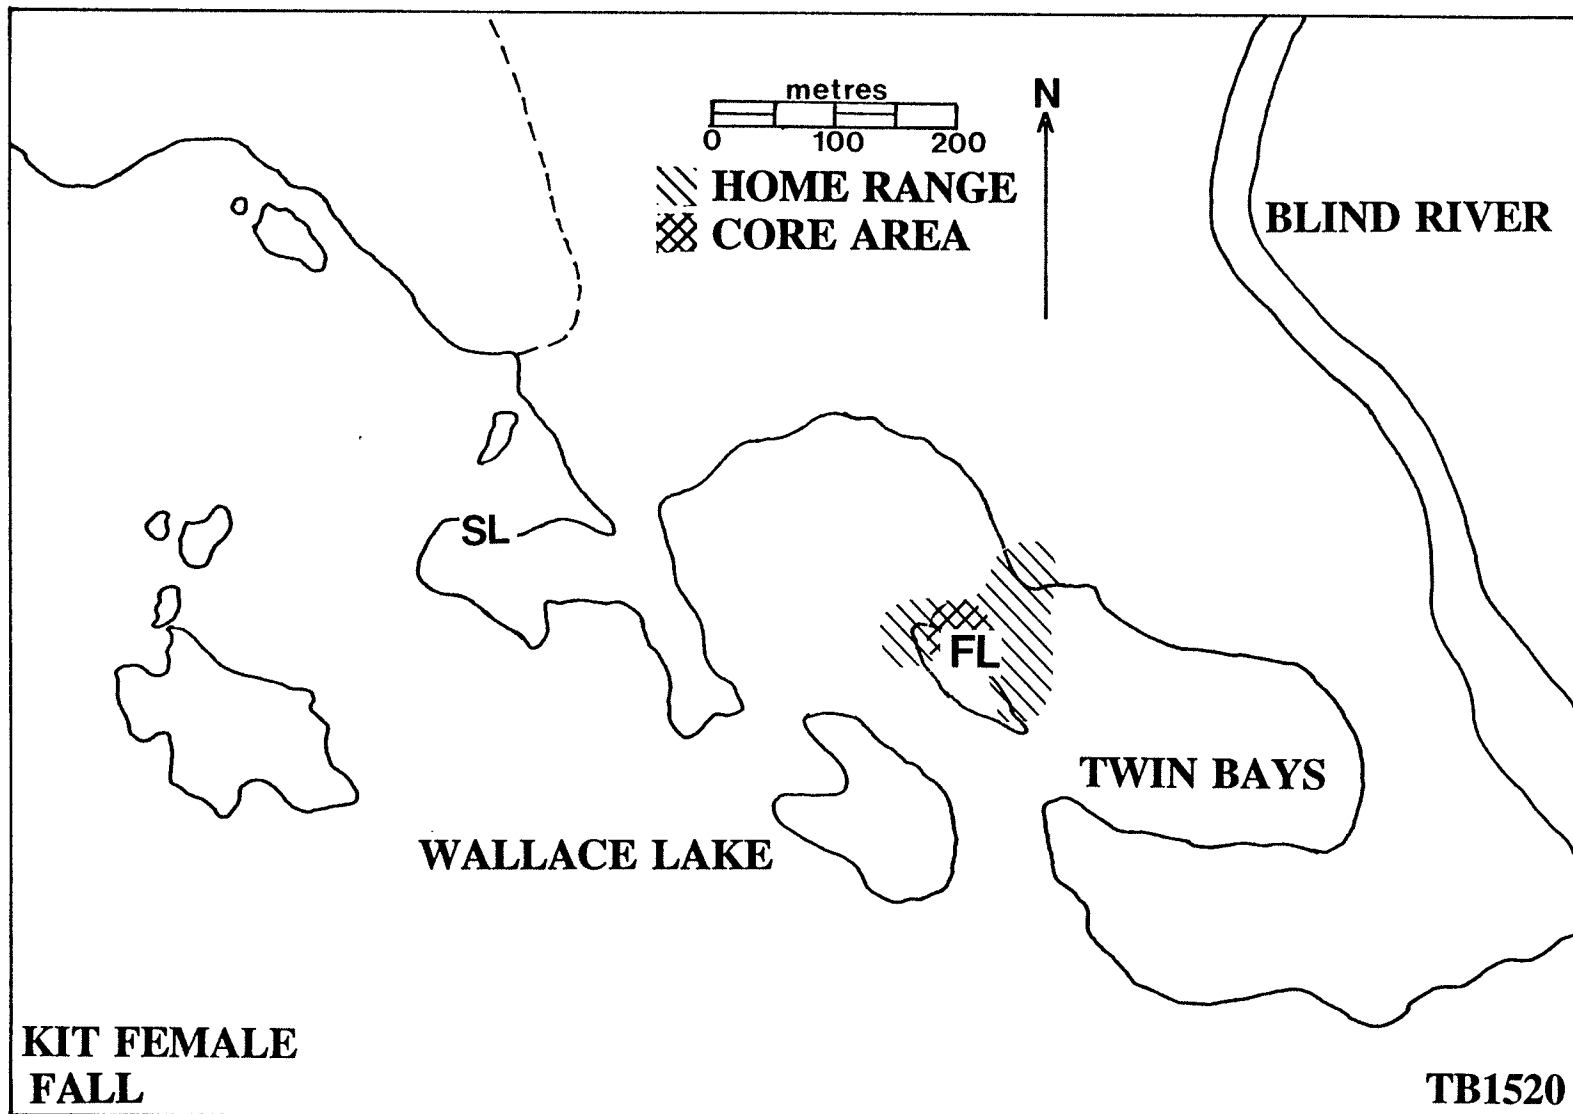 metres
N
0 100 200
HOME RANGE
CORE AREA
BLIND RIVER
SL
FL
TWIN BAYS
WALLACE LAKE
KIT FEMALE
FALL
TB1520